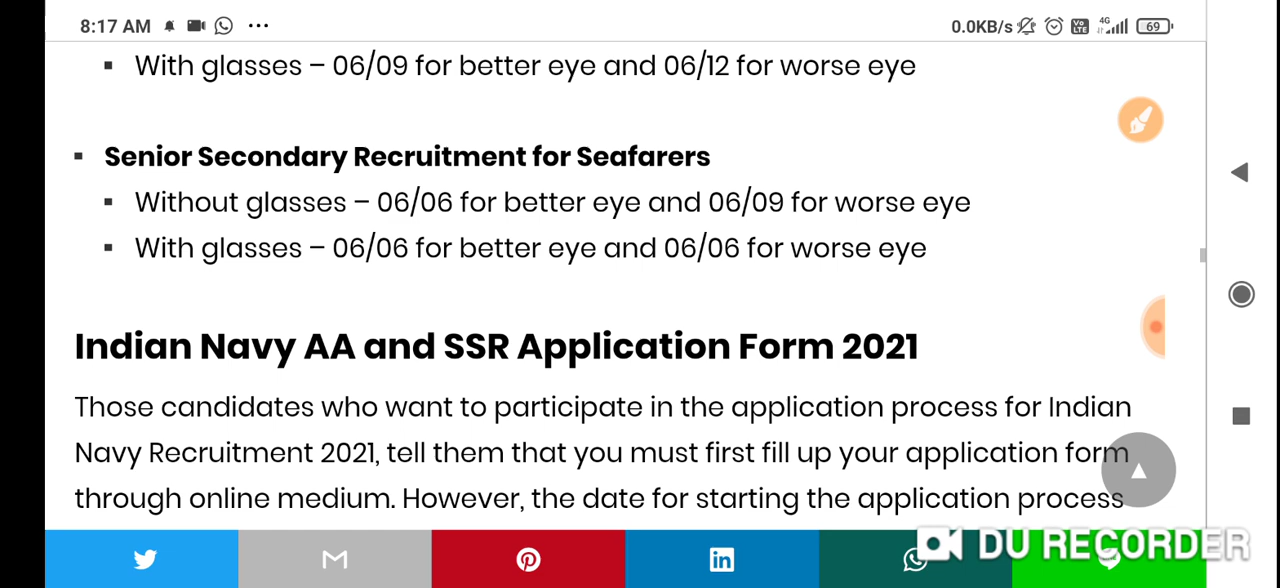 8:17 AM ... 0.0KB/s Vo LTE 4G 69
▪ With glasses – 06/09 for better eye and 06/12 for worse eye
▪ Senior Secondary Recruitment for Seafarers
▪ Without glasses – 06/06 for better eye and 06/09 for worse eye
▪ With glasses – 06/06 for better eye and 06/06 for worse eye
Indian Navy AA and SSR Application Form 2021
Those candidates who want to participate in the application process for Indian
Navy Recruitment 2021, tell them that you must first fill up your application form
through online medium. However, the date for starting the application process
DU RECORDER